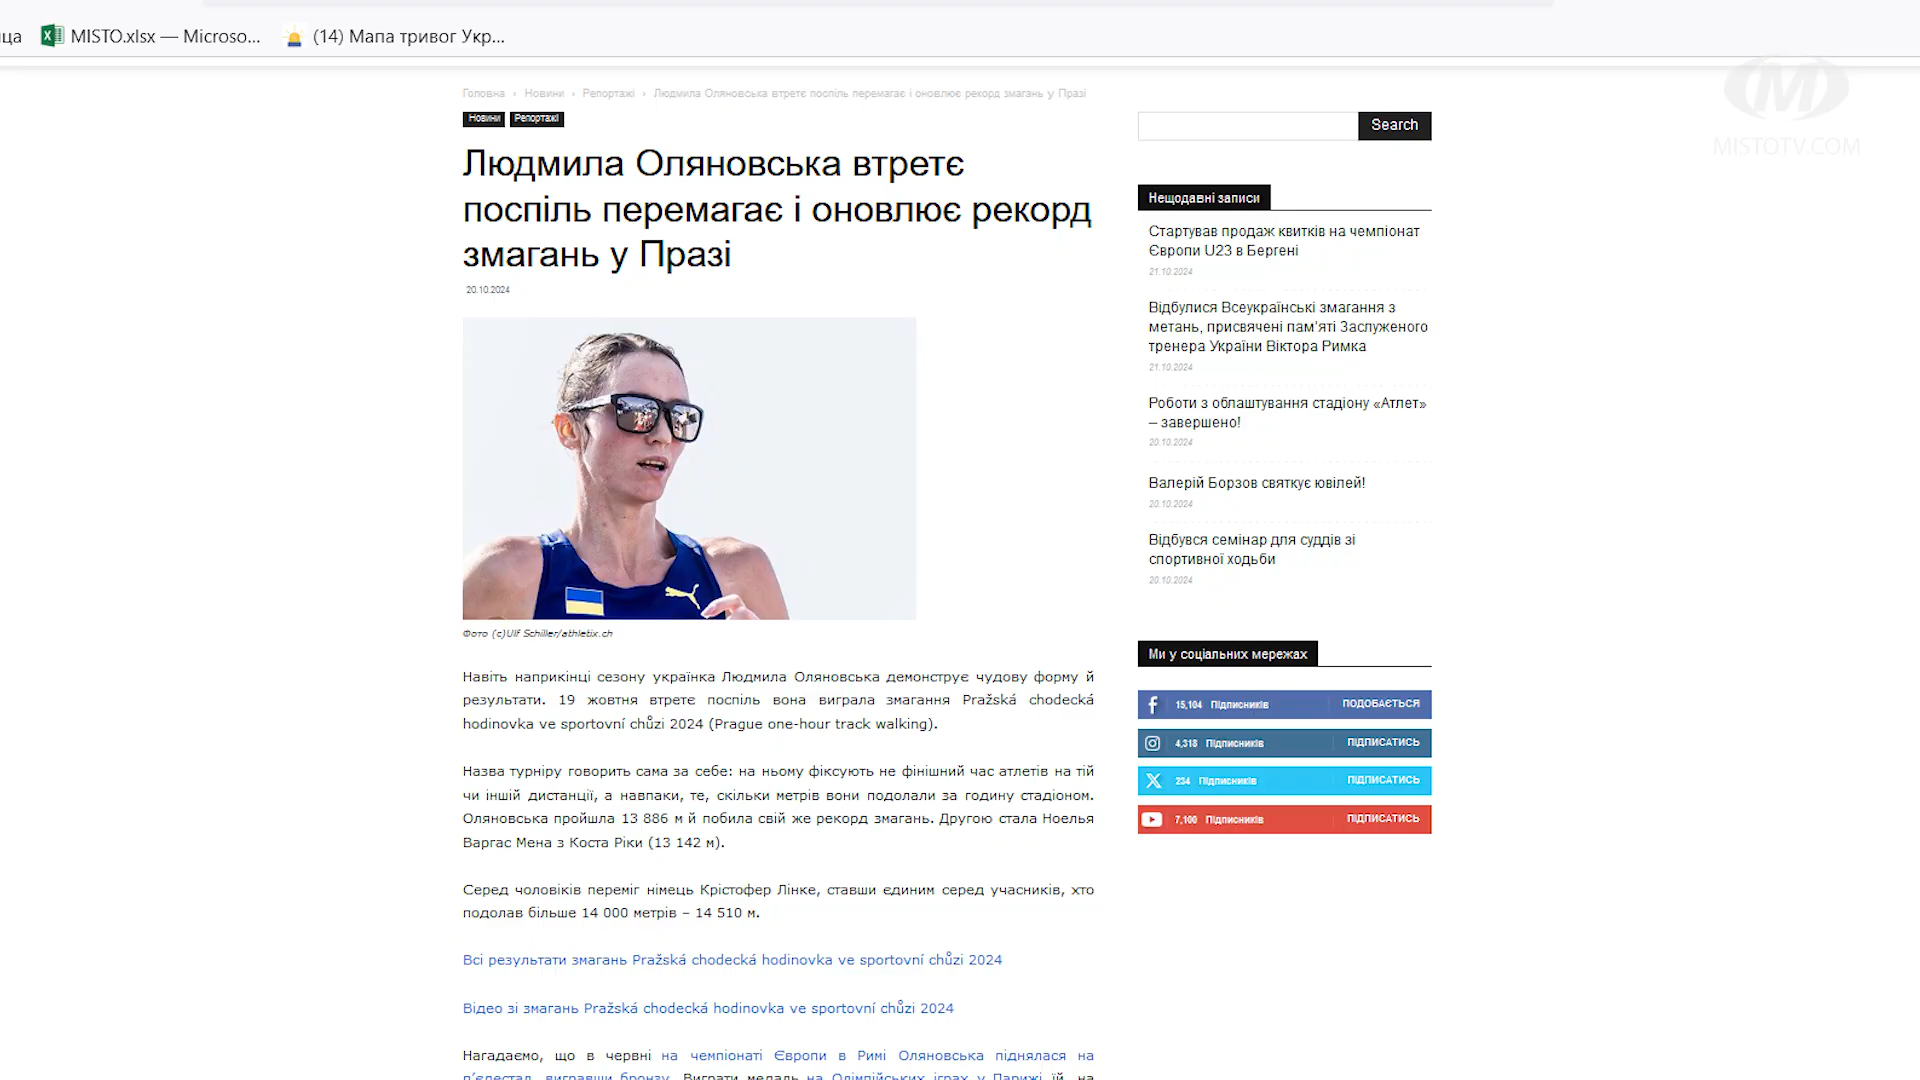 ца
MISTO.xlsx — Microso...
(14) Мапа тривог Укр...
MISTOTV.COM
Головна › Новини › Репортажі › Людмила Оляновська втретє поспіль перемагає і оновлює рекорд змагань у Празі
Новини Репортажі
Людмила Оляновська втретє
поспіль перемагає і оновлює рекорд
змагань у Празі
20.10.2024
Фото (c)Ulf Schiller/athletix.ch
Навіть наприкінці сезону українка Людмила Оляновська демонструє чудову форму й
результати. 19 жовтня втретє поспіль вона виграла змагання Pražská chodecká
hodinovka ve sportovní chůzi 2024 (Prague one-hour track walking).
Назва турніру говорить сама за себе: на ньому фіксують не фінішний час атлетів на тій
чи іншій дистанції, а навпаки, те, скільки метрів вони подолали за годину стадіоном.
Оляновська пройшла 13 886 м й побила свій же рекорд змагань. Другою стала Ноелья
Варгас Мена з Коста Ріки (13 142 м).
Серед чоловіків переміг німець Крістофер Лінке, ставши єдиним серед учасників, хто
подолав більше 14 000 метрів – 14 510 м.
Всі результати змагань Pražská chodecká hodinovka ve sportovní chůzi 2024
Відео зі змагань Pražská chodecká hodinovka ve sportovní chůzi 2024
Нагадаємо, що в червні на чемпіонаті Європи в Римі Оляновська піднялася на
п'єдестал, вигравши бронзу. Виграти медаль на Олімпійських іграх у Парижі їй, на
Search
Нещодавні записи
Стартував продаж квитків на чемпіонат
Європи U23 в Бергені
21.10.2024
Відбулися Всеукраїнські змагання з
метань, присвячені пам'яті Заслуженого
тренера України Віктора Римка
21.10.2024
Роботи з облаштування стадіону «Атлет»
– завершено!
20.10.2024
Валерій Борзов святкує ювілей!
20.10.2024
Відбувся семінар для суддів зі
спортивної ходьби
20.10.2024
Ми у соціальних мережах
15,104 Підписників ПОДОБАЄТЬСЯ
4,318 Підписників ПІДПИСАТИСЬ
234 Підписників ПІДПИСАТИСЬ
7,100 Підписників ПІДПИСАТИСЬ